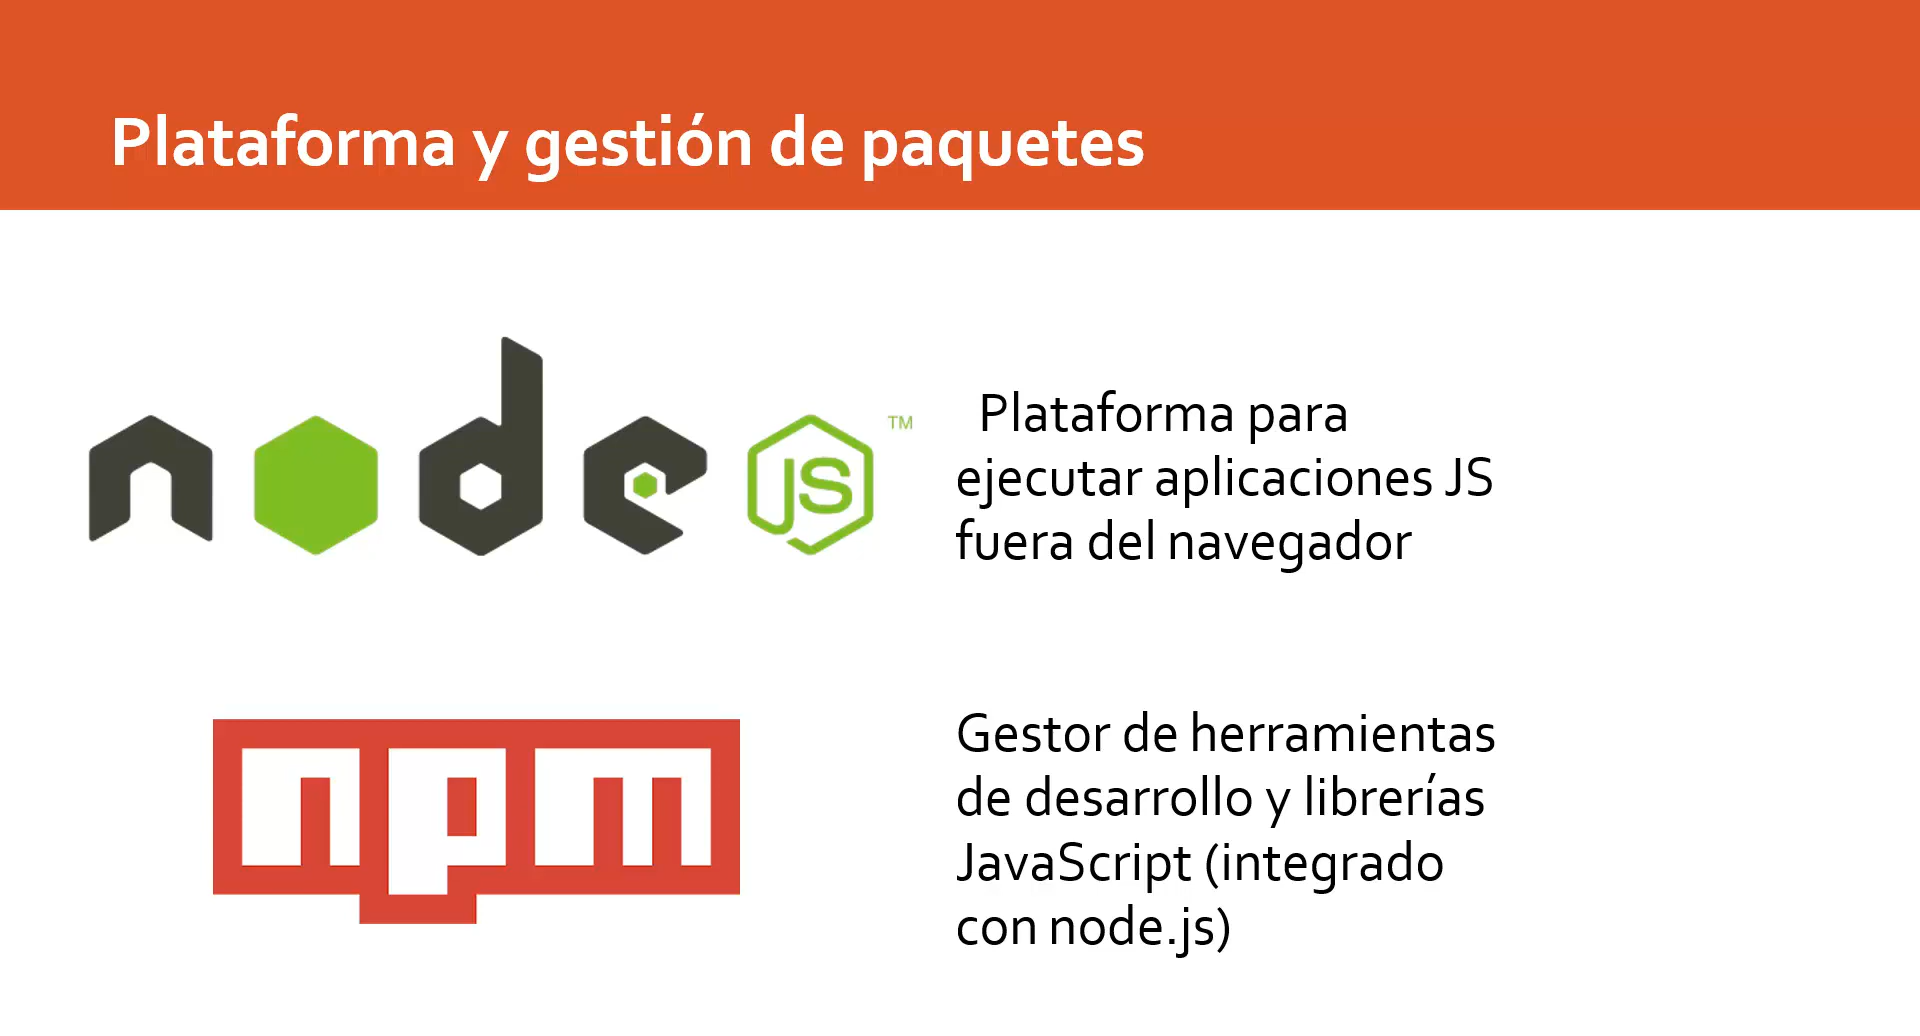 Plataforma y gestión de paquetes
node JS ™
Plataforma para
ejecutar aplicaciones JS
fuera del navegador
npm
Gestor de herramientas
de desarrollo y librerías
JavaScript (integrado
con node.js)